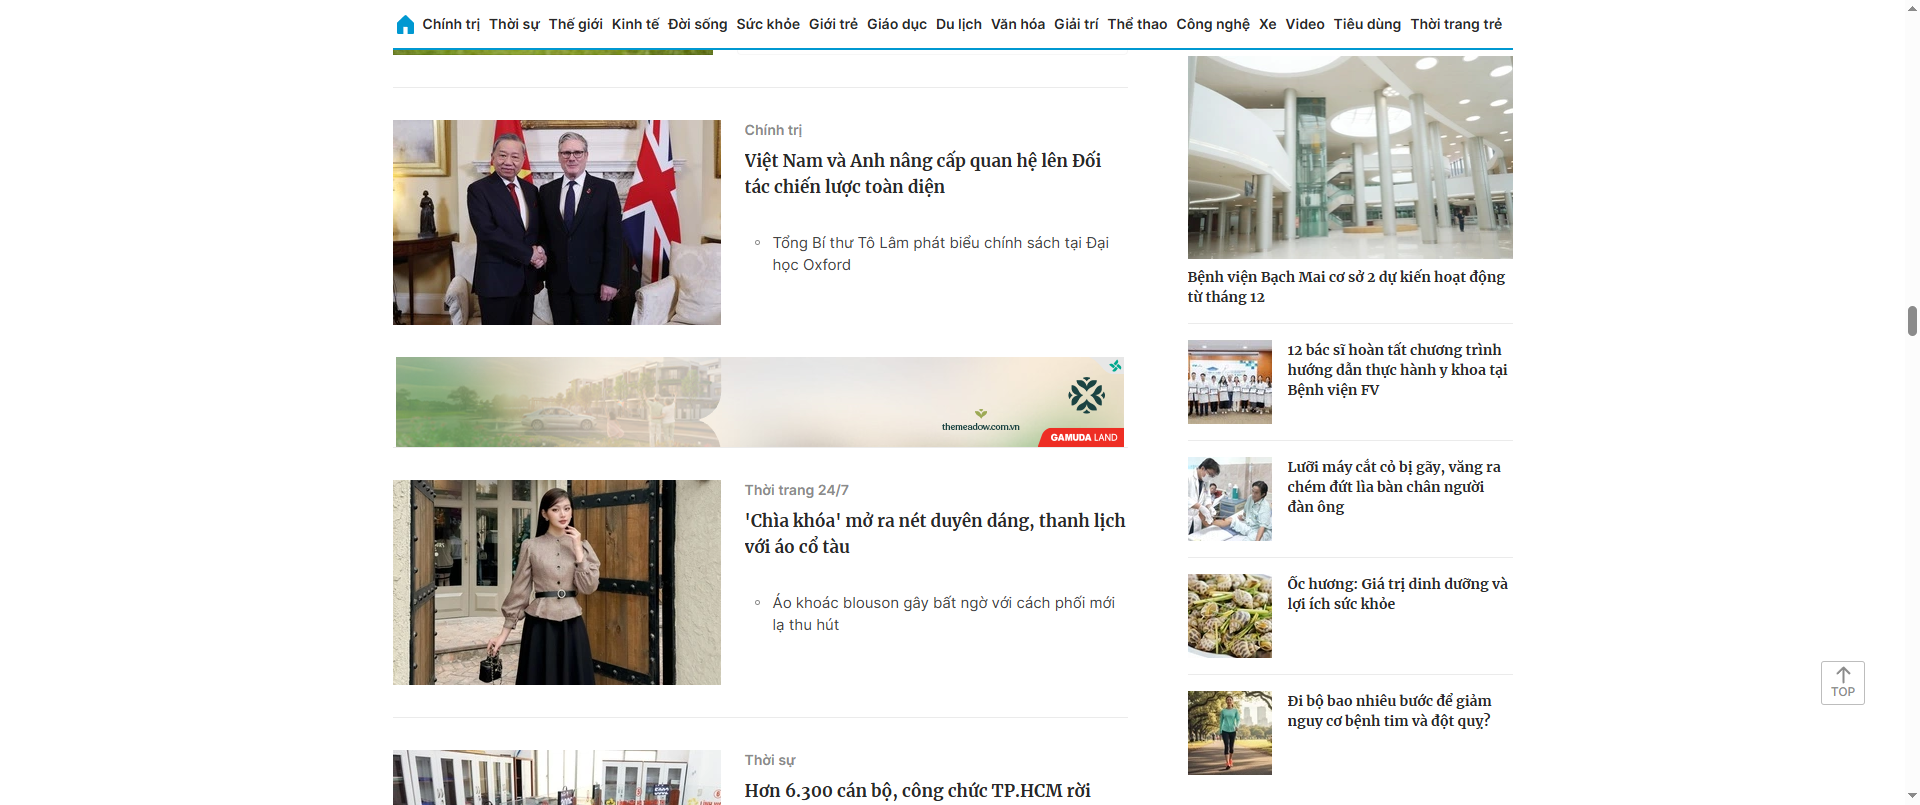 Chính trị Thời sự Thế giới Kinh tế Đời sống Sức khỏe Giới trẻ Giáo dục Du lịch Văn hóa Giải trí Thể thao Công nghệ Xe Video Tiêu dùng Thời trang trẻ
Chính trị
Việt Nam và Anh nâng cấp quan hệ lên Đối
tác chiến lược toàn diện
Tổng Bí thư Tô Lâm phát biểu chính sách tại Đại
học Oxford
themeadow.com.vn
GAMUDA LAND
Thời trang 24/7
'Chìa khóa' mở ra nét duyên dáng, thanh lịch
với áo cổ tàu
Áo khoác blouson gây bất ngờ với cách phối mới
lạ thu hút
Thời sự
Hơn 6.300 cán bộ, công chức TP.HCM rời
Bệnh viện Bạch Mai cơ sở 2 dự kiến hoạt động
từ tháng 12
12 bác sĩ hoàn tất chương trình
hướng dẫn thực hành y khoa tại
Bệnh viện FV
Lưỡi máy cắt cỏ bị gãy, văng ra
chém đứt lìa bàn chân người
đàn ông
Ốc hương: Giá trị dinh dưỡng và
lợi ích sức khỏe
Đi bộ bao nhiêu bước để giảm
nguy cơ bệnh tim và đột quỵ?
TOP